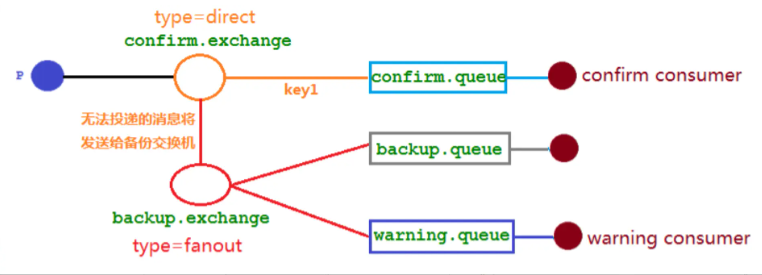 type=direct
confirm.exchange
P
key1
confirm.queue
confirm consumer
无法投递的消息将
发送给备份交换机
backup.queue
backup.exchange
type=fanout
warning.queue
warning consumer